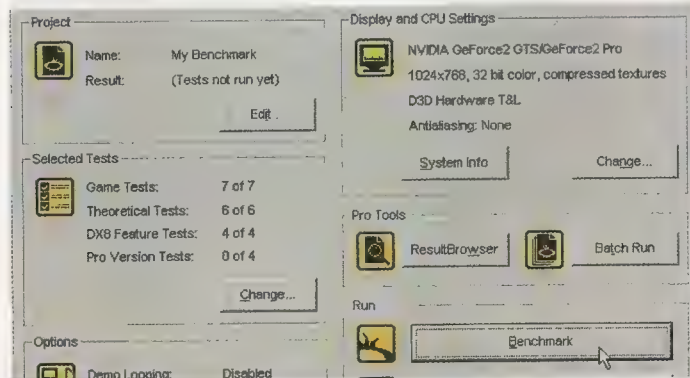 Project
Name: My Benchmark
Result: (Tests not run yet)
Edit .
Selected Tests
Game Tests: 7 of 7
Theoretical Tests: 6 of 6
DX8 Feature Tests: 4 of 4
Pro Version Tests: 0 of 4
Change...
Options
Demo Looping: Disabled
Display and CPU Settings
NVIDIA GeForce2 GTS/GeForce2 Pro
1024x768, 32 bit color, compressed textures
D3D Hardware T&L
Antialiasing: None
System Info
Change...
Pro Tools
ResultBrowser
Batch Run
Run
Benchmark